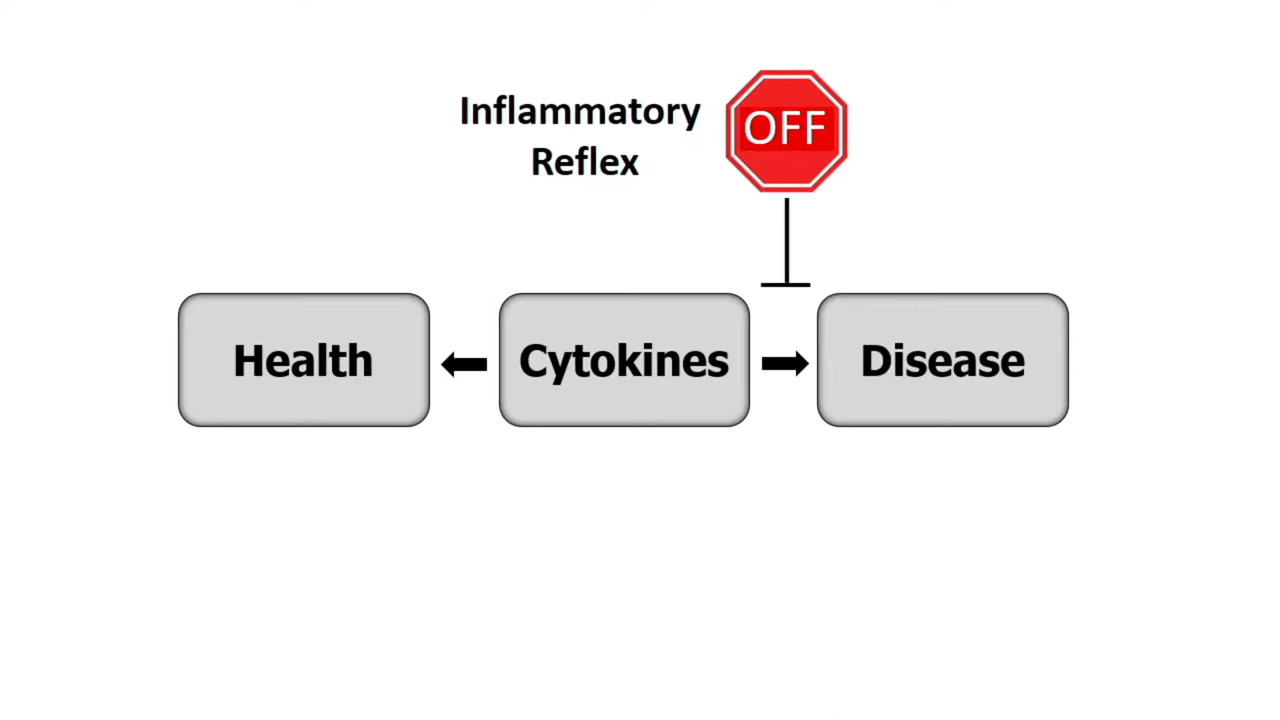 Inflammatory
Reflex
OFF
Health
Cytokines
Disease